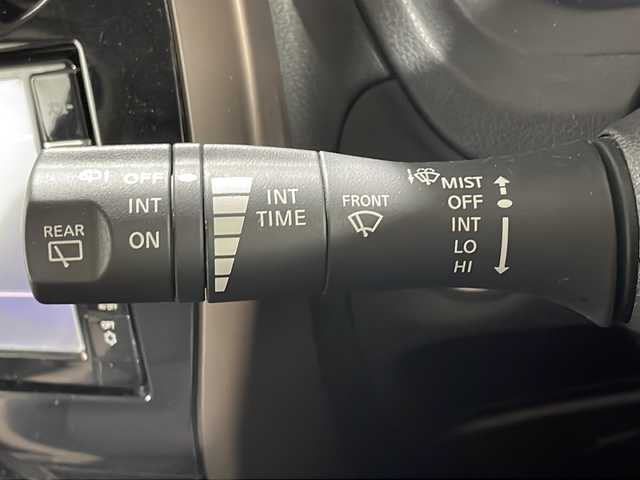 REAR
OFF
INT
ON
INT
TIME
FRONT
MIST
OFF
INT
LO
HI